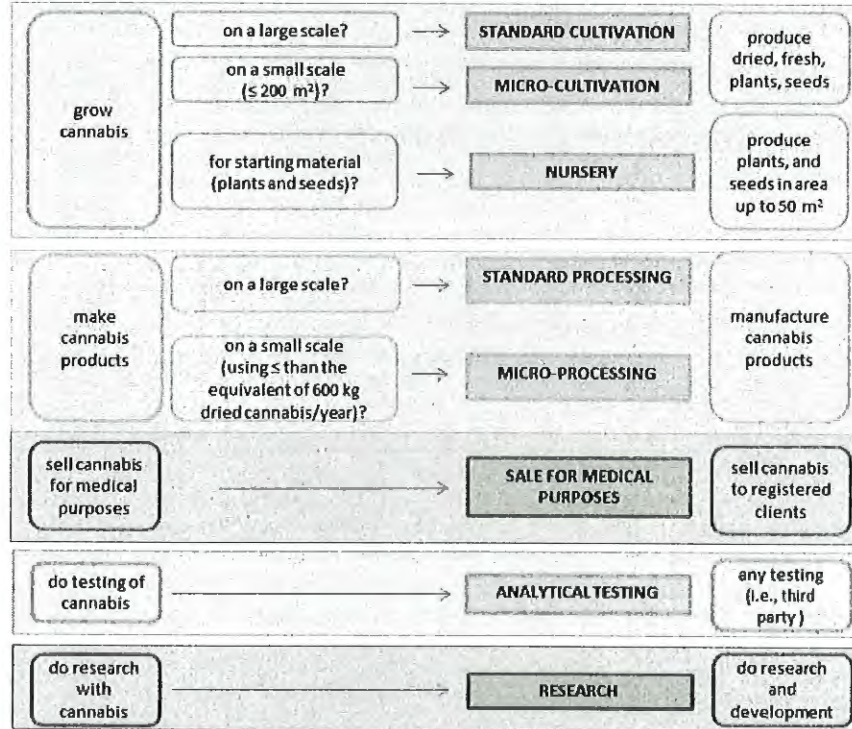 grow
cannabis
on a large scale?
STANDARD CULTIVATION
on a small scale
(≤ 200 m²)?
MICRO-CULTIVATION
produce
dried, fresh,
plants, seeds
for starting material
(plants and seeds)?
NURSERY
produce
plants, and
seeds in area
up to 50 m²
make
cannabis
products
on a large scale?
STANDARD PROCESSING
on a small scale
(using ≤ than the
equivalent of 600 kg
dried cannabis/year)?
MICRO-PROCESSING
manufacture
cannabis
products
sell cannabis
for medical
purposes
SALE FOR MEDICAL
PURPOSES
sell cannabis
to registered
clients
do testing of
cannabis
ANALYTICAL TESTING
any testing
(i.e., third
party )
do research
with
cannabis
RESEARCH
do research
and
development